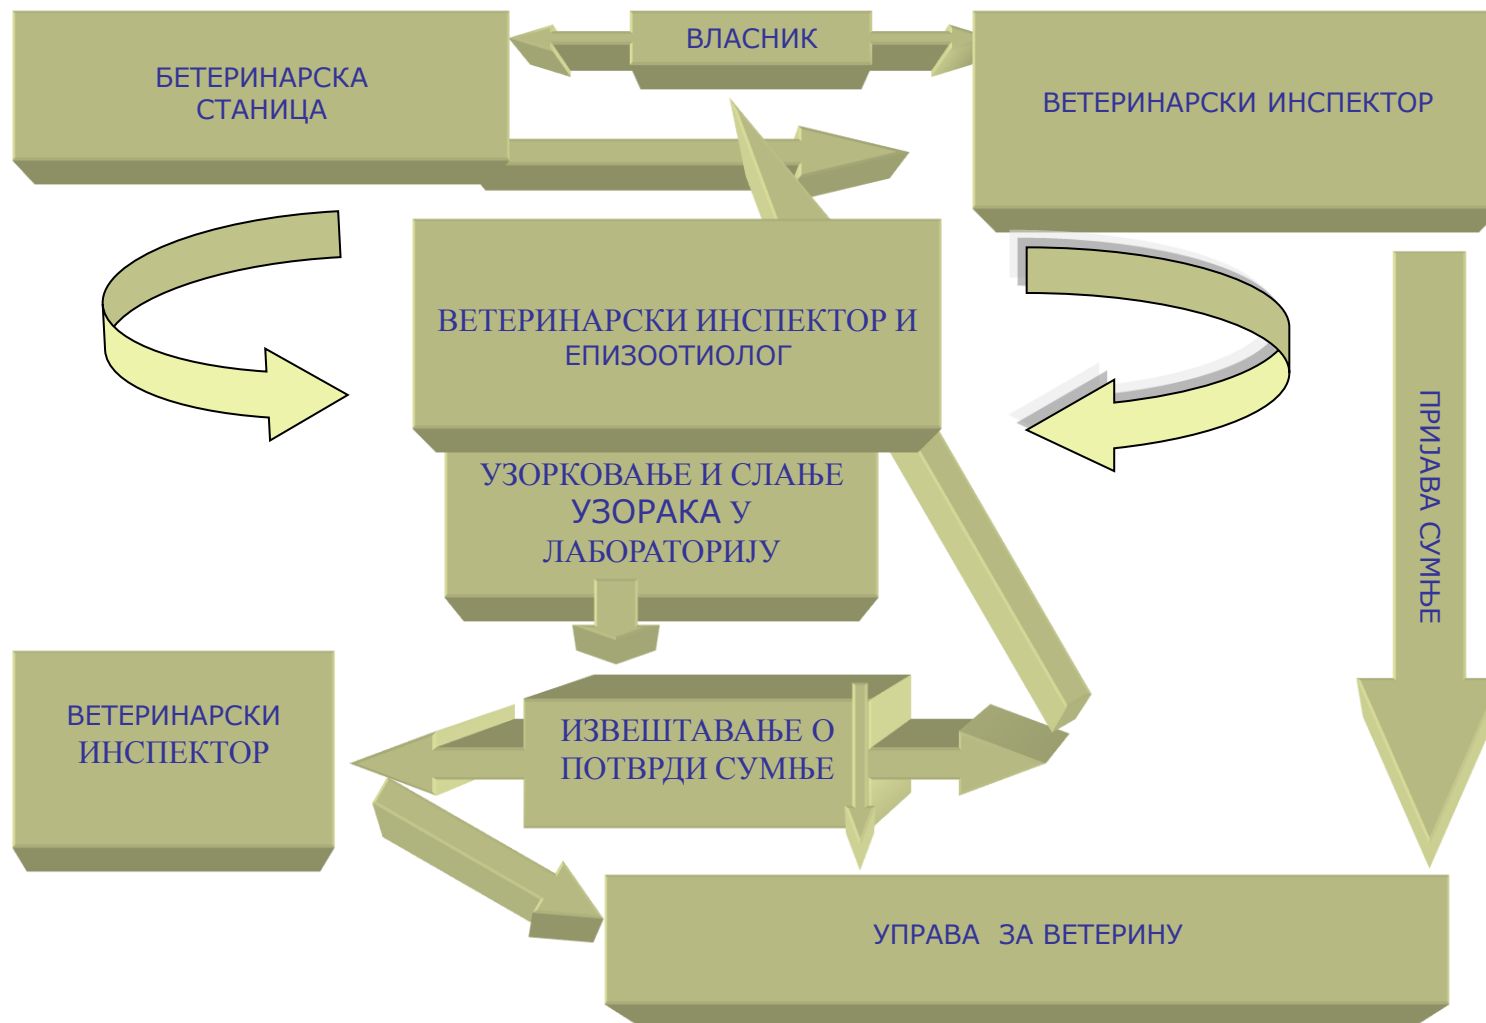 ВЛАСНИК
БЕТЕРИНАРСКА
СТАНИЦА
ВЕТЕРИНАРСКИ ИНСПЕКТОР
ВЕТЕРИНАРСКИ ИНСПЕКТОР И
ЕПИЗООТИОЛОГ
УЗОРКОВАЊЕ И СЛАЊЕ
УЗОРАКА У
ЛАБОРАТОРИЈУ
ПРИЈАВА СУМЊЕ
ВЕТЕРИНАРСКИ
ИНСПЕКТОР
ИЗВЕШТАВАЊЕ О
ПОТВРДИ СУМЊЕ
УПРАВА  ЗА ВЕТЕРИНУ